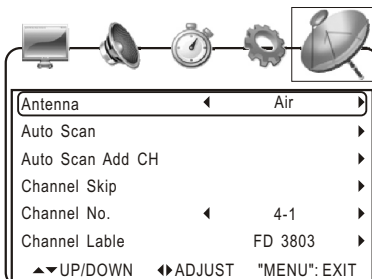 Antenna ◀ Air ▶
Auto Scan ▶
Auto Scan Add CH ▶
Channel Skip ▶
Channel No. ◀ 4-1 ▶
Channel Lable FD 3803 ▶
▲▼UP/DOWN ◀▶ADJUST "MENU": EXIT